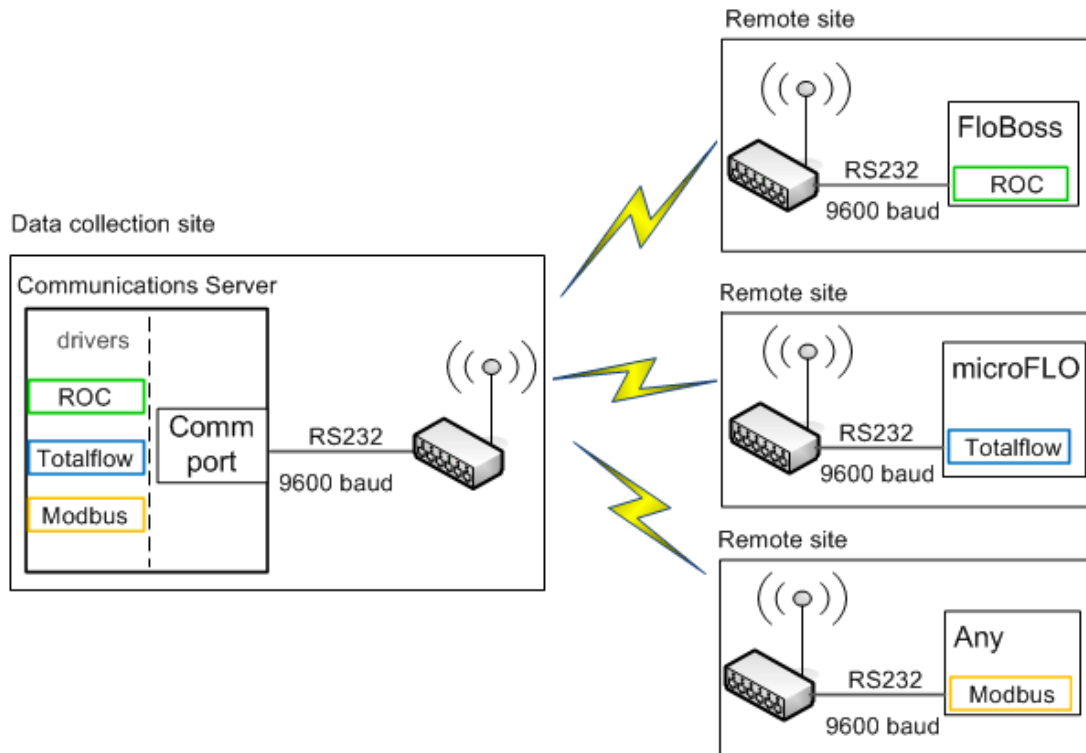 Data collection site
Communications Server
drivers
ROC
Totalflow
Modbus
Comm
port
RS232
9600 baud
Remote site
RS232
9600 baud
FloBoss
ROC
Remote site
RS232
9600 baud
microFLO
Totalflow
Remote site
RS232
9600 baud
Any
Modbus